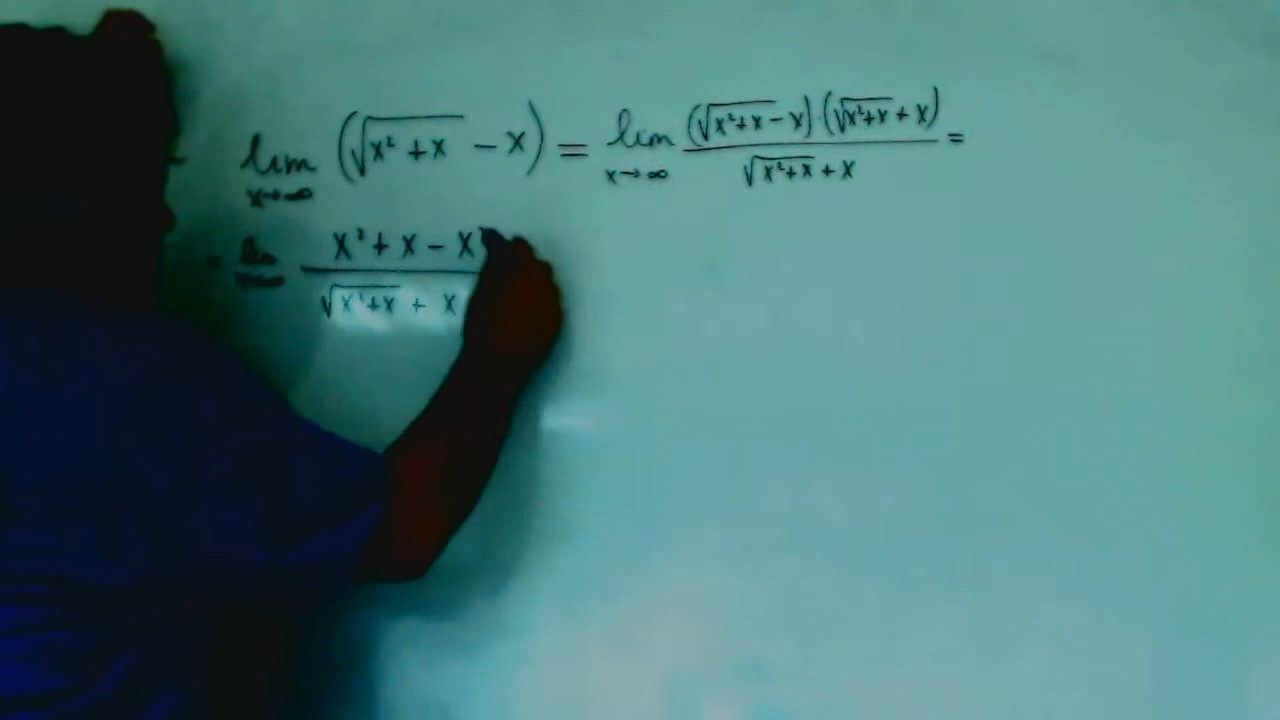 lim x→∞ (√(x²+x) - x) = lim x→∞ ((√(x²+x) - x)(√(x²+x) + x))/(√(x²+x) + x) =
= lim x→∞ (x² + x - x²)/(√(x²+x) + x)